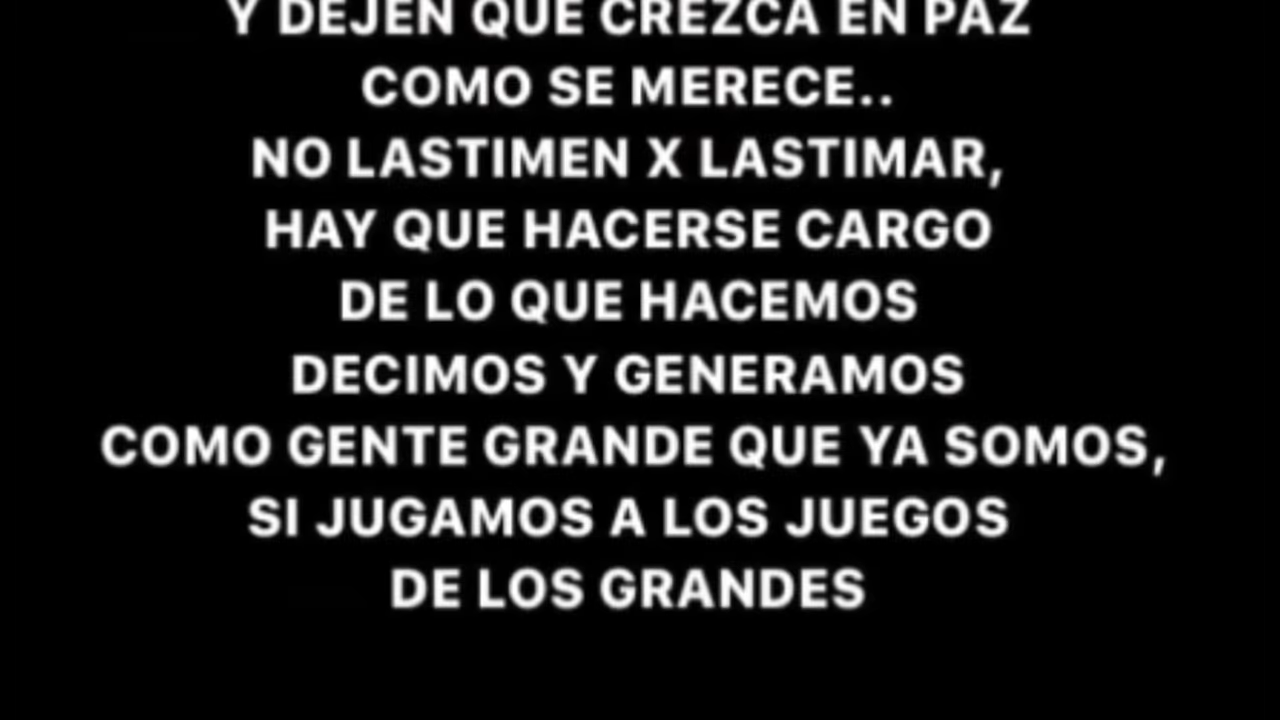 Y DEJEN QUE CREZCA EN PAZ
COMO SE MERECE..
NO LASTIMEN X LASTIMAR,
HAY QUE HACERSE CARGO
DE LO QUE HACEMOS
DECIMOS Y GENERAMOS
COMO GENTE GRANDE QUE YA SOMOS,
SI JUGAMOS A LOS JUEGOS
DE LOS GRANDES